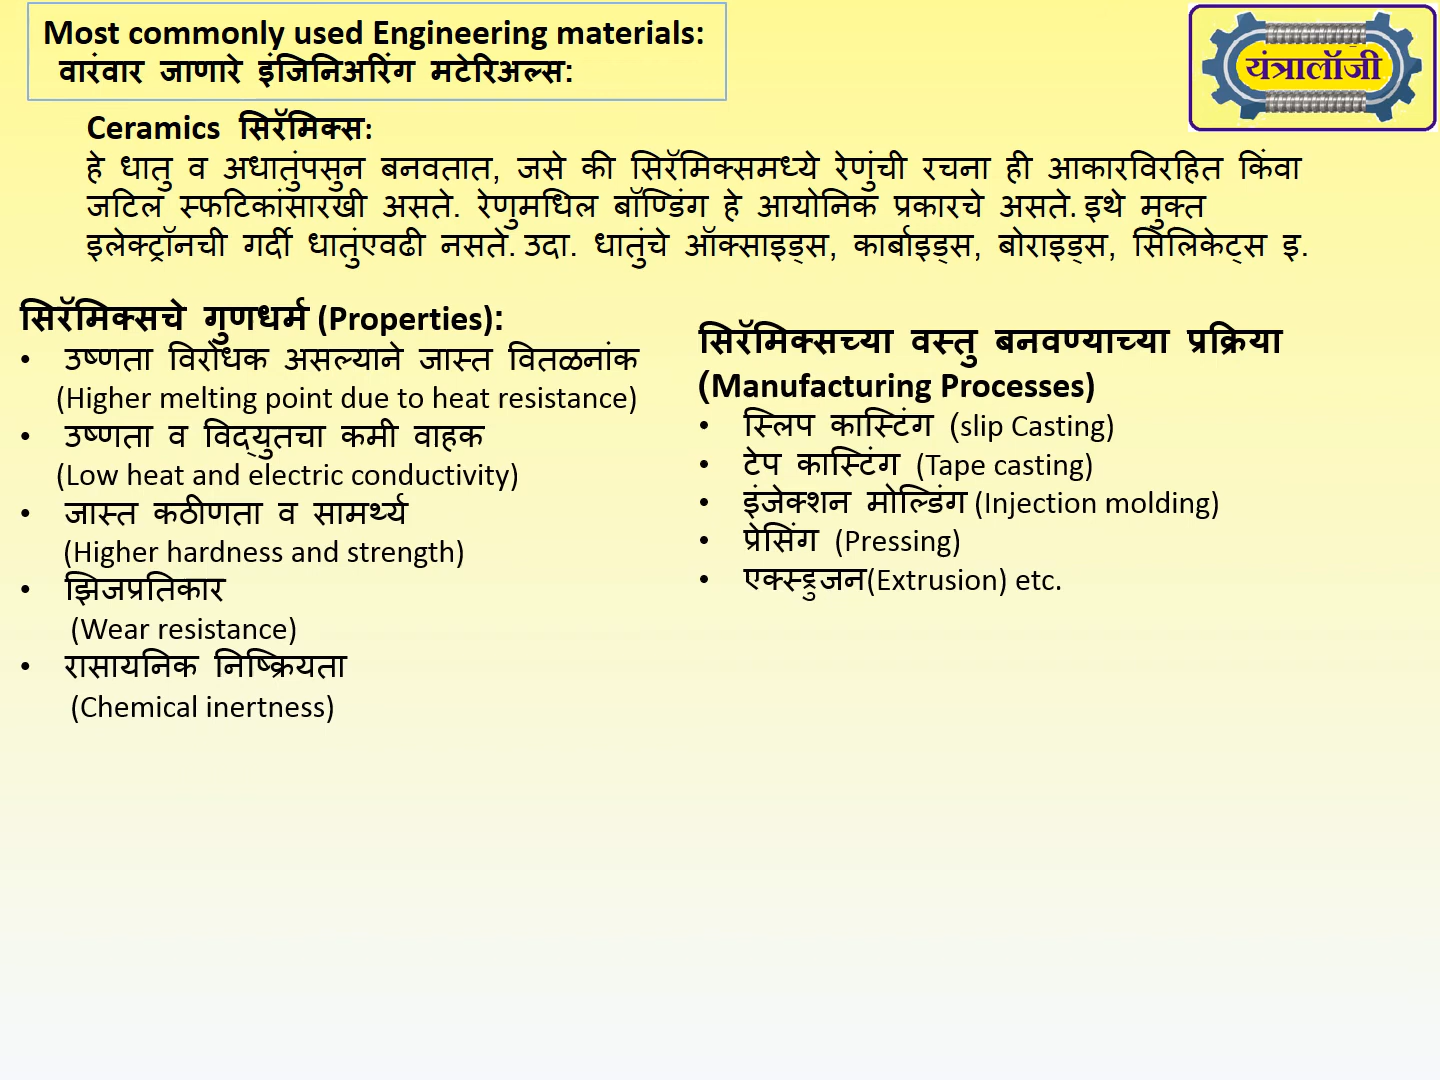 Most commonly used Engineering materials:
वारंवार जाणारे इंजिनिअरिंग मटेरिअल्स:
यंत्रालॉजी
Ceramics सिरॅमिक्स:
हे धातु व अधातुंपसुन बनवतात, जसे की सिरॅमिक्समध्ये रेणुंची रचना ही आकारविरहित किंवा
जटिल स्फटिकांसारखी असते. रेणुमधिल बॉण्डिंग हे आयोनिक प्रकारचे असते. इथे मुक्त
इलेक्ट्रॉनची गर्दी धातुंएवढी नसते. उदा. धातुंचे ऑक्साइड्स, कार्बाइड्स, बोराइड्स, सिलिकेट्स इ.
सिरॅमिक्सचे गुणधर्म (Properties):
• उष्णता विरोधक असल्याने जास्त वितळनांक
(Higher melting point due to heat resistance)
• उष्णता व विद्‌युतचा कमी वाहक
(Low heat and electric conductivity)
• जास्त कठीणता व सामर्थ्य
(Higher hardness and strength)
• झिजप्रतिकार
(Wear resistance)
• रासायनिक निष्क्रियता
(Chemical inertness)
सिरॅमिक्सच्या वस्तु बनवण्याच्या प्रक्रिया
(Manufacturing Processes)
• स्लिप कास्टिंग (slip Casting)
• टेप कास्टिंग (Tape casting)
• इंजेक्शन मोल्डिंग (Injection molding)
• प्रेसिंग (Pressing)
• एक्स्ड्रुजन(Extrusion) etc.